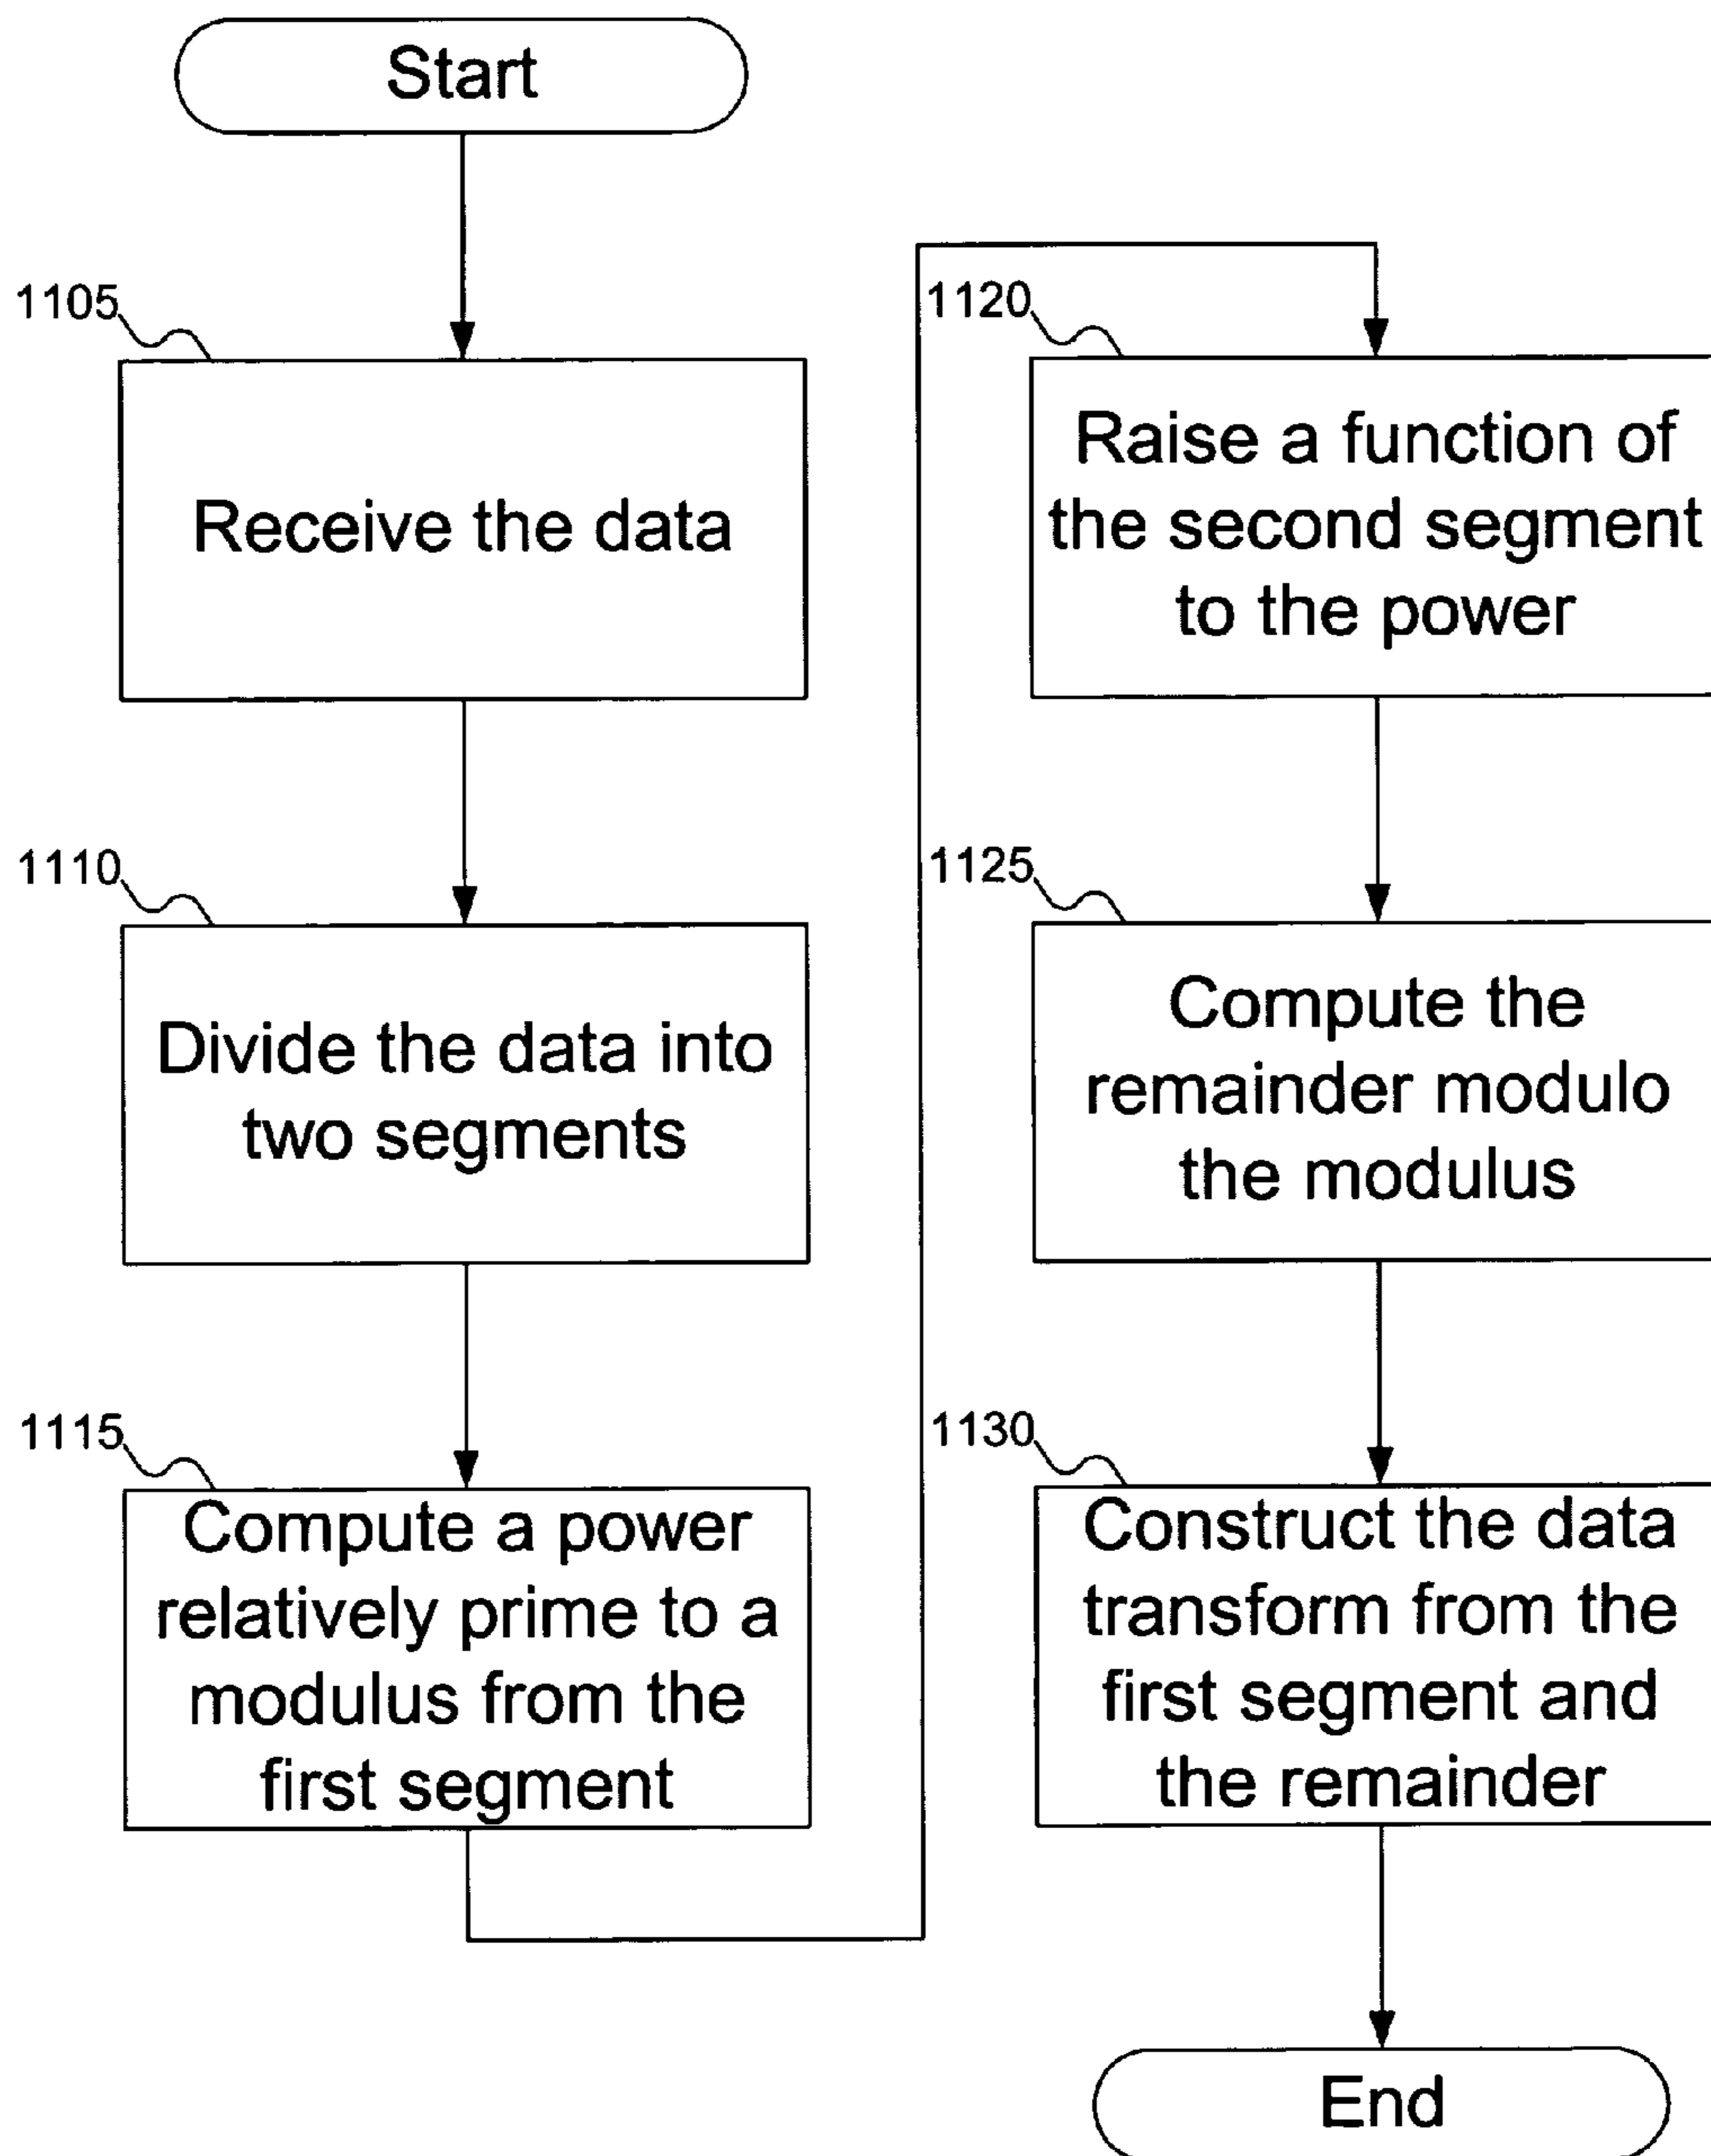 Start
1105
Receive the data
1110
Divide the data into
two segments
1115
Compute a power
relatively prime to a
modulus from the
first segment
1120
Raise a function of
the second segment
to the power
1125
Compute the
remainder modulo
the modulus
1130
Construct the data
transform from the
first segment and
the remainder
End